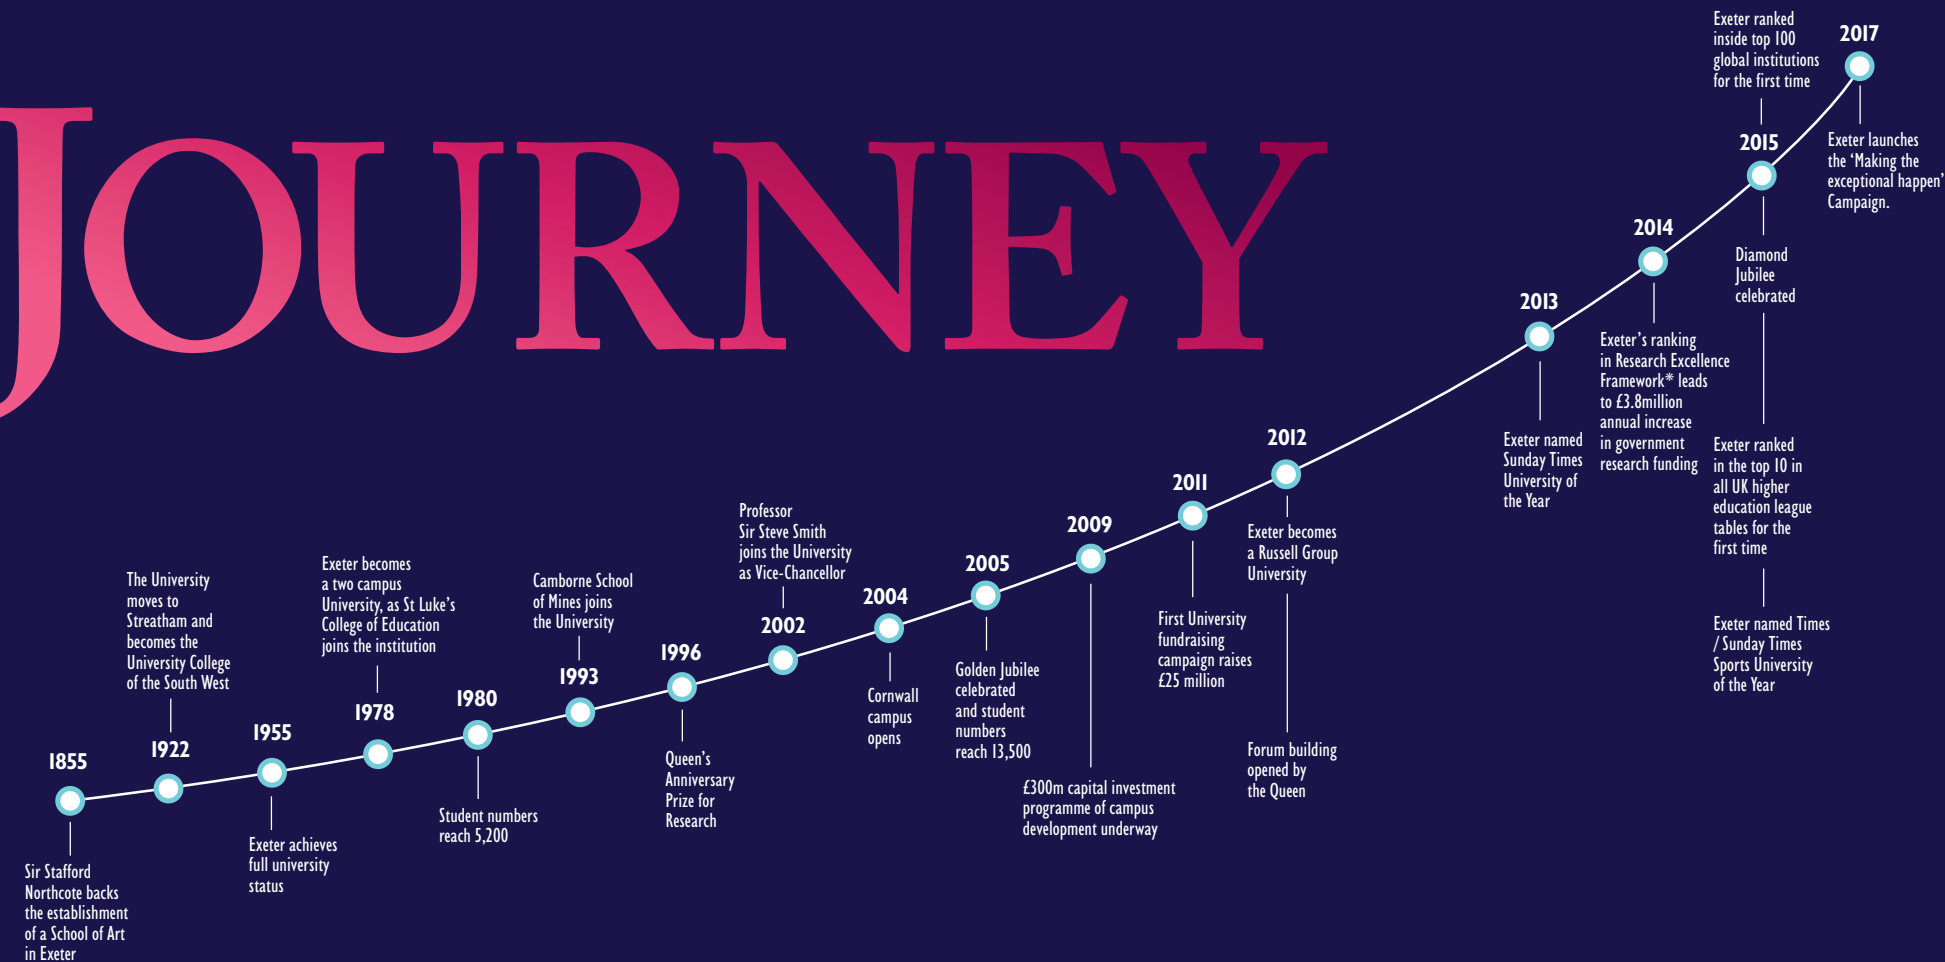 JOURNEY
1855
Sir Stafford
Northcote backs
the establishment
of a School of Art
in Exeter
The University
moves to
Streatham and
becomes the
University College
of the South West
1922
1955
Exeter achieves
full university
status
Exeter becomes
a two campus
University, as St Luke's
College of Education
joins the institution
1978
1980
Student numbers
reach 5,200
Camborne School
of Mines joins
the University
1993
1996
Queen's
Anniversary
Prize for
Research
Professor
Sir Steve Smith
joins the University
as Vice-Chancellor
2002
2004
Cornwall
campus
opens
2005
Golden Jubilee
celebrated
and student
numbers
reach 13,500
2009
£300m capital investment
programme of campus
development underway
2011
First University
fundraising
campaign raises
£25 million
2012
Exeter becomes
a Russell Group
University
Forum building
opened by
the Queen
2013
Exeter named
Sunday Times
University of
the Year
2014
Exeter's ranking
in Research Excellence
Framework* leads
to £3.8million
annual increase
in government
research funding
Exeter ranked
inside top 100
global institutions
for the first time
2015
Diamond
Jubilee
celebrated
Exeter ranked
in the top 10 in
all UK higher
education league
tables for the
first time
Exeter named Times
/ Sunday Times
Sports University
of the Year
2017
Exeter launches
the 'Making the
exceptional happen'
Campaign.